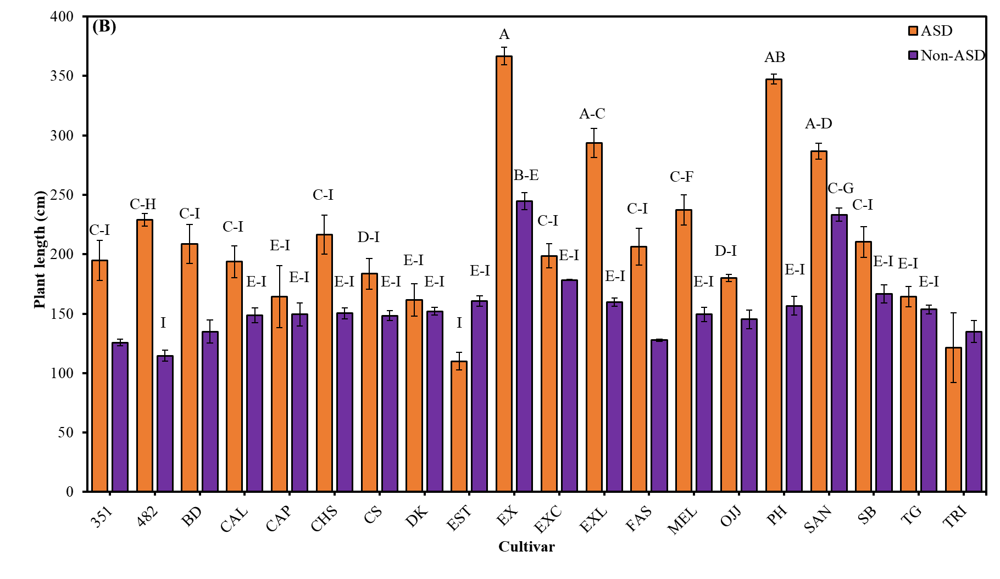 (B)
ASD
Non-ASD
Plant length (cm)
400
350
300
250
200
150
100
50
0
C-I
C-H
I
C-I
C-I
E-I
E-I
E-I
C-I
E-I
D-I
E-I
E-I
E-I
I
E-I
A
B-E
C-I
E-I
A-C
E-I
C-I
C-F
E-I
D-I
AB
E-I
A-D
C-G
C-I
E-I
E-I
E-I
351
482
BD
CAL
CAP
CHS
CS
DK
EST
EX
EXC
EXL
FAS
MEL
OJJ
PH
SAN
SB
TG
TRI
Cultivar